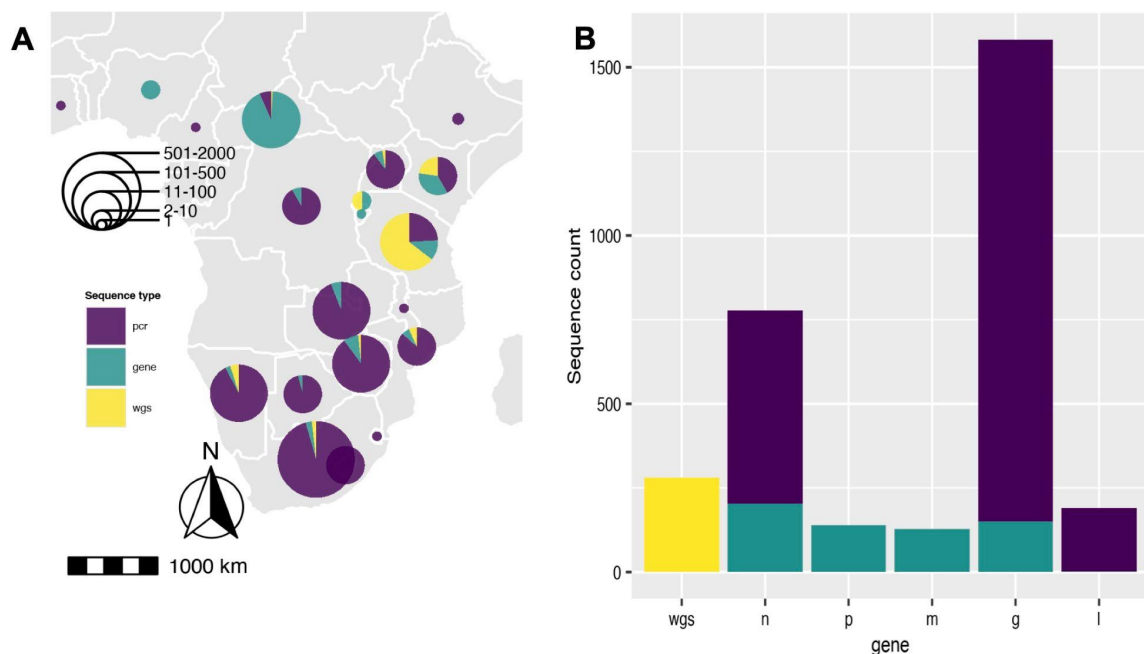 A
501-2000
101-500
11-100
2-10
1
Sequence type
pcr
gene
wgs
N
1000 km
B
Sequence count
1500
1000
500
0
wgs n p m g l
gene